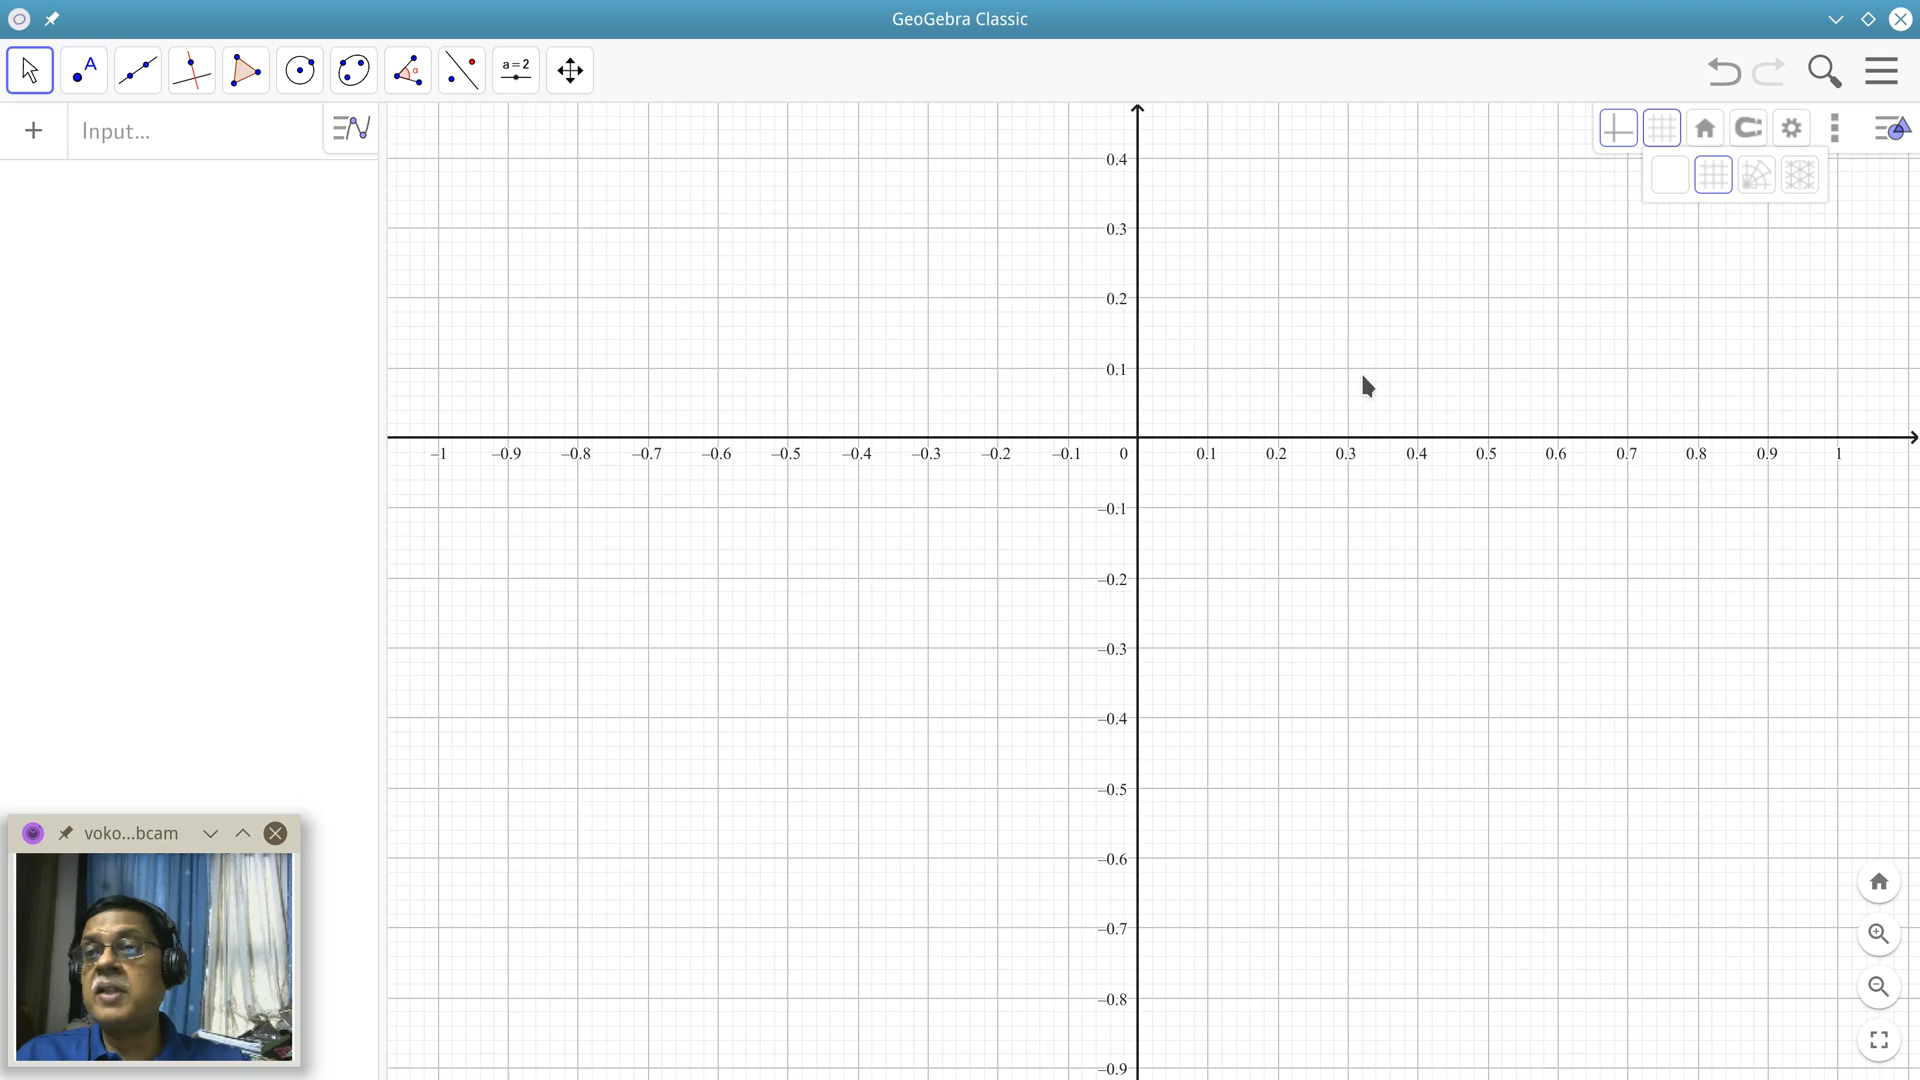 GeoGebra Classic
A
α
a=2
Input...
0.4
0.3
0.2
0.1
–1 –0.9 –0.8 –0.7 –0.6 –0.5 –0.4 –0.3 –0.2 –0.1 0 0.1 0.2 0.3 0.4 0.5 0.6 0.7 0.8 0.9 1
–0.1
–0.2
–0.3
–0.4
–0.5
–0.6
–0.7
–0.8
–0.9
voko...bcam